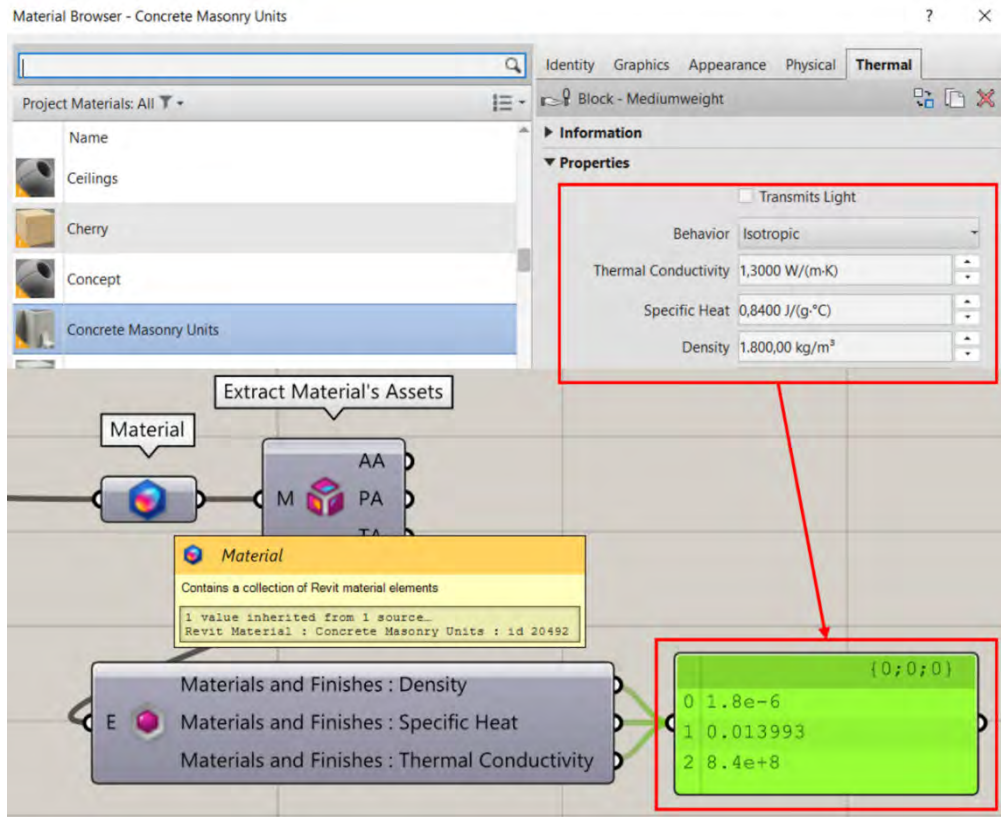 Material Browser - Concrete Masonry Units
?
Identity Graphics Appearance Physical Thermal
Project Materials: All
Block - Mediumweight
Name
Information
Properties
Ceilings
Transmits Light
Cherry
Behavior Isotropic
Concept
Thermal Conductivity 1,3000 W/(m·K)
Concrete Masonry Units
Specific Heat 0,8400 J/(g·°C)
Density 1.800,00 kg/m³
Extract Material's Assets
Material
AA
M PA
TA
Material
Contains a collection of Revit material elements
1 value inherited from 1 source…
Revit Material : Concrete Masonry Units : id 20492
{0;0;0}
Materials and Finishes : Density
0 1.8e-6
E Materials and Finishes : Specific Heat
1 0.013993
Materials and Finishes : Thermal Conductivity
2 8.4e+8